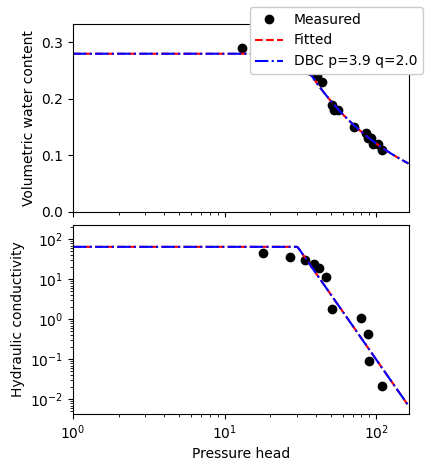 Measured
Fitted
DBC p=3.9 q=2.0
Volumetric water content
0.3
0.2
0.1
0.0
Hydraulic conductivity
10²
10¹
10⁰
10⁻¹
10⁻²
10⁰ 10¹ 10²
Pressure head